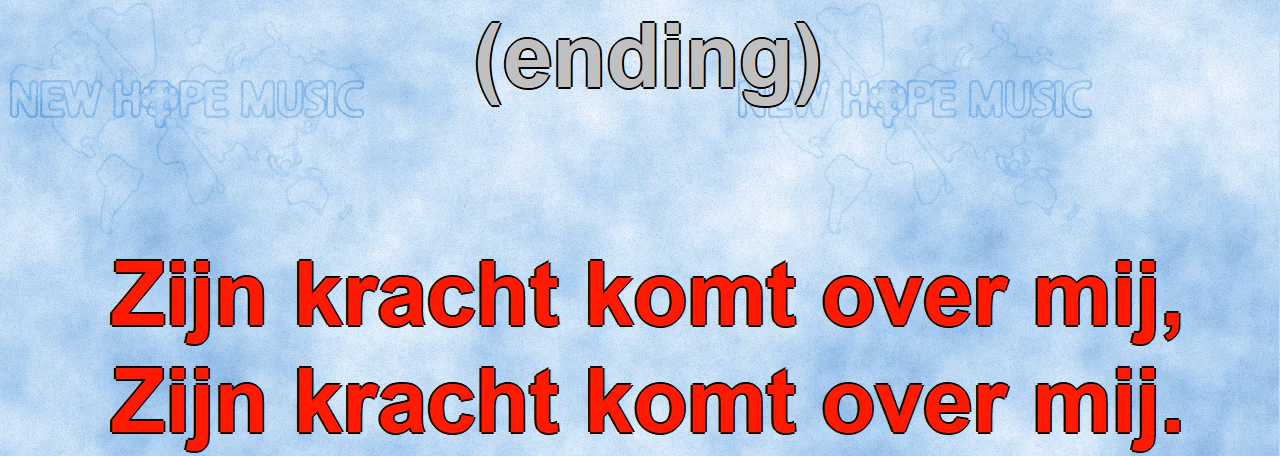 (ending)
NEW HOPE MUSIC NEW HOPE MUSIC
Zijn kracht komt over mij,
Zijn kracht komt over mij.